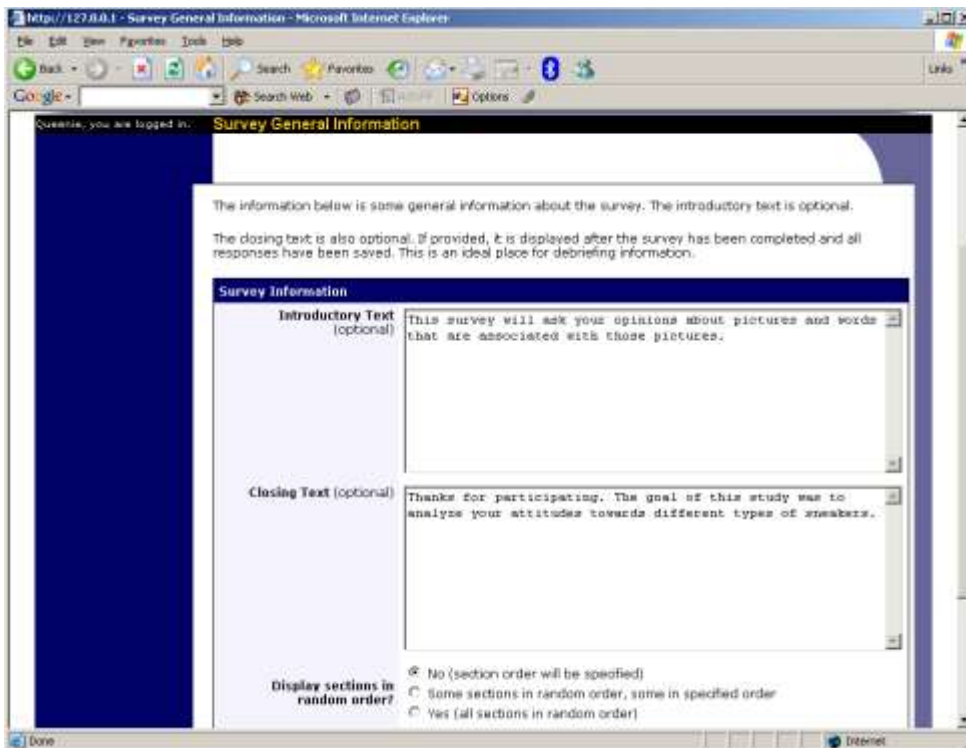 http://127.0.0.1 - Survey General Information - Microsoft Internet Explorer
File Edit View Favorites Tools Help
Back Search Favorites Links
Google Search Web Options
Queenie, you are logged in. Survey General Information
The information below is some general information about the survey. The introductory text is optional.
The closing text is also optional. If provided, it is displayed after the survey has been completed and all
responses have been saved. This is an ideal place for debriefing information.
Survey Information
Introductory Text
(optional)
This survey will ask your opinions about pictures and words
that are associated with those pictures.
Closing Text (optional)
Thanks for participating. The goal of this study was to
analyze your attitudes towards different types of sneakers.
Display sections in
random order?
No (section order will be specified)
Some sections in random order, some in specified order
Yes (all sections in random order)
Done Internet